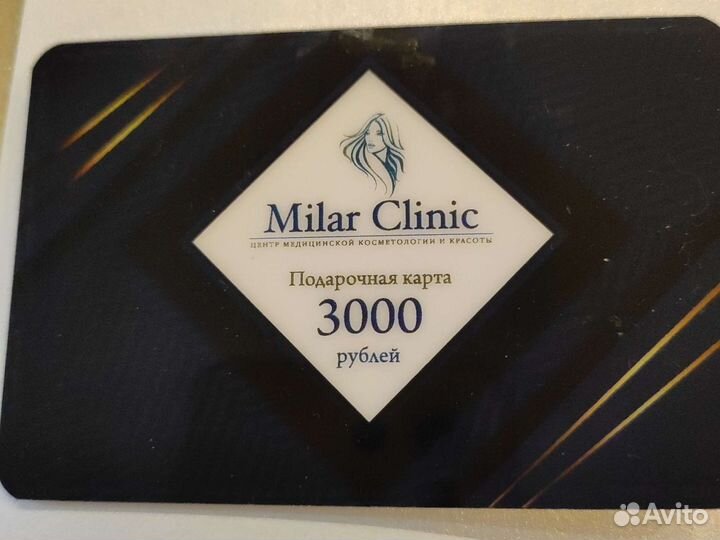 Milar Clinic
ЦЕНТР МЕДИЦИНСКОЙ КОСМЕТОЛОГИИ И КРАСОТЫ
Подарочная карта
3000
рублей
Avito